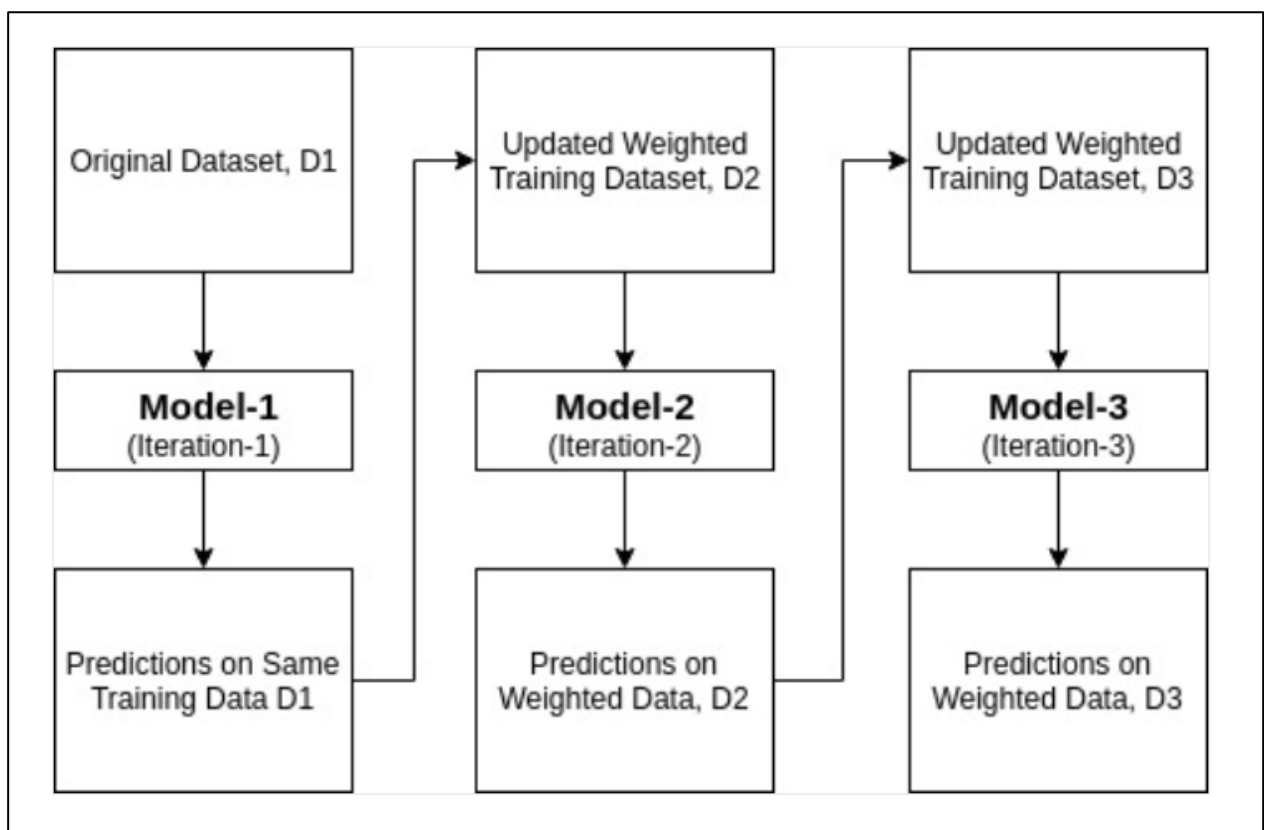 Original Dataset, D1
Model-1
(Iteration-1)
Predictions on Same
Training Data D1
Updated Weighted
Training Dataset, D2
Model-2
(Iteration-2)
Predictions on
Weighted Data, D2
Updated Weighted
Training Dataset, D3
Model-3
(Iteration-3)
Predictions on
Weighted Data, D3